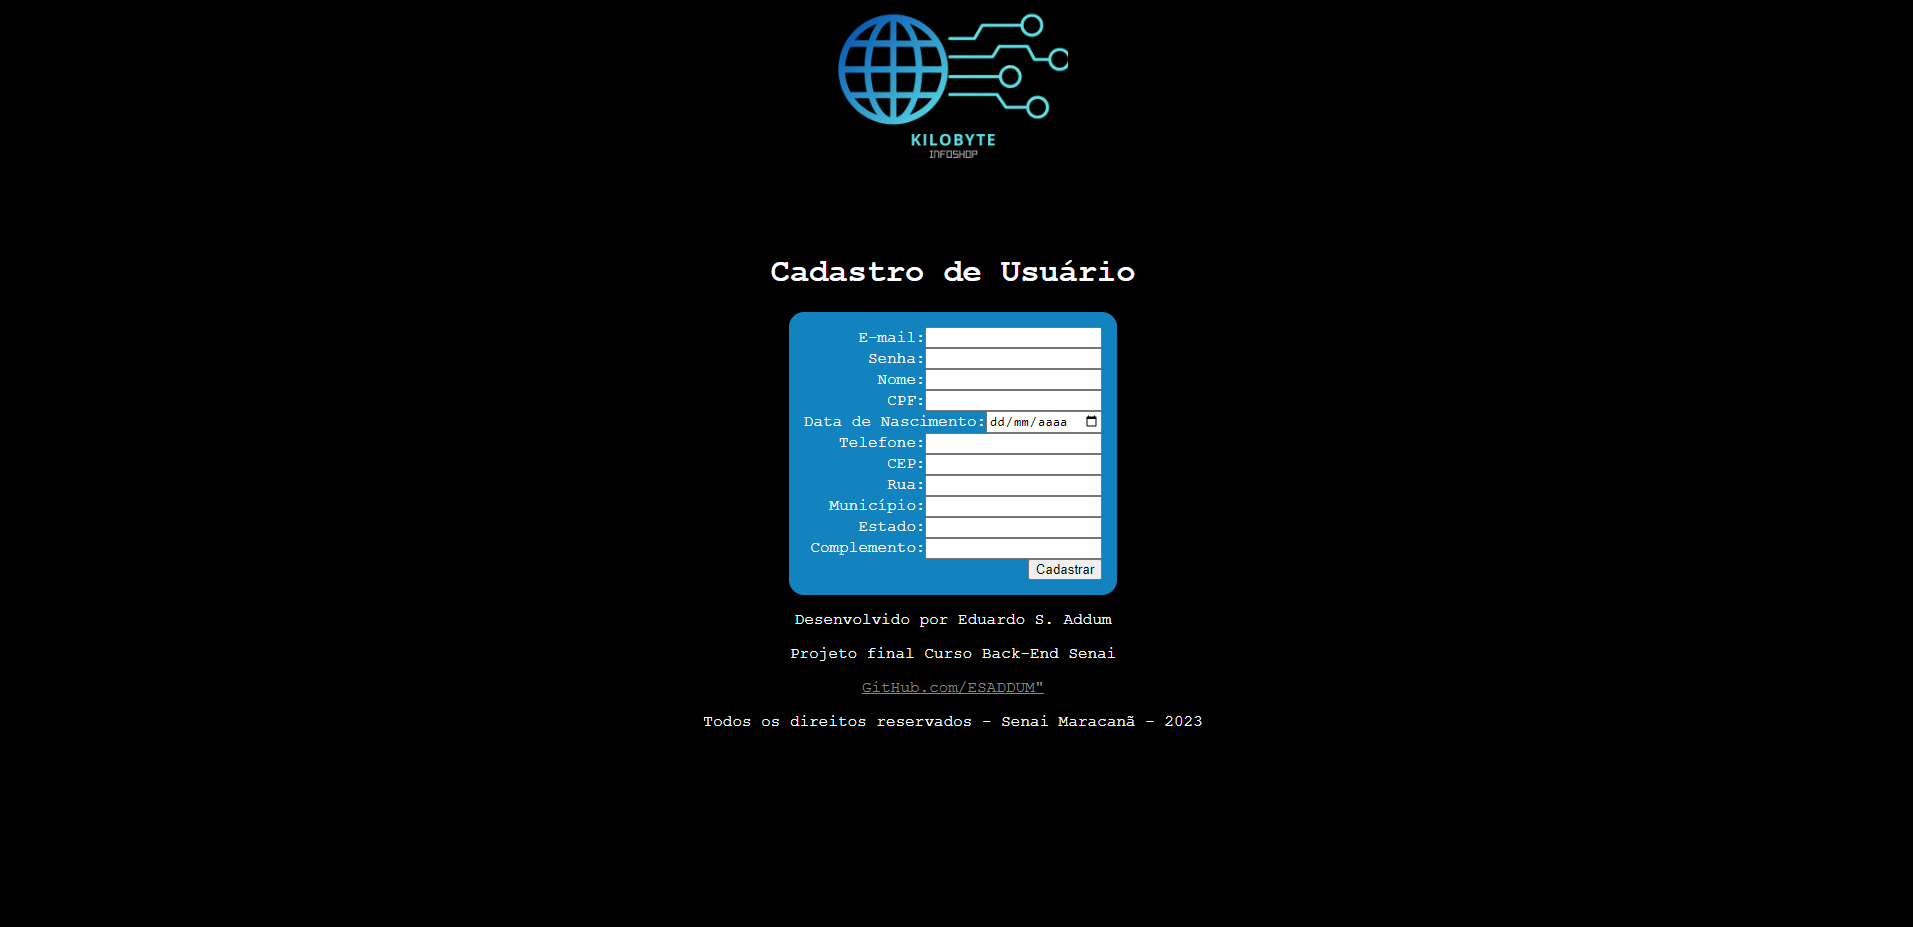 KILOBYTE
INFOSHOP
Cadastro de Usuário
E-mail:
Senha:
Nome:
CPF:
Data de Nascimento: dd/mm/aaaa
Telefone:
CEP:
Rua:
Município:
Estado:
Complemento:
Cadastrar
Desenvolvido por Eduardo S. Addum
Projeto final Curso Back-End Senai
GitHub.com/ESADDUM"
Todos os direitos reservados - Senai Maracanã - 2023